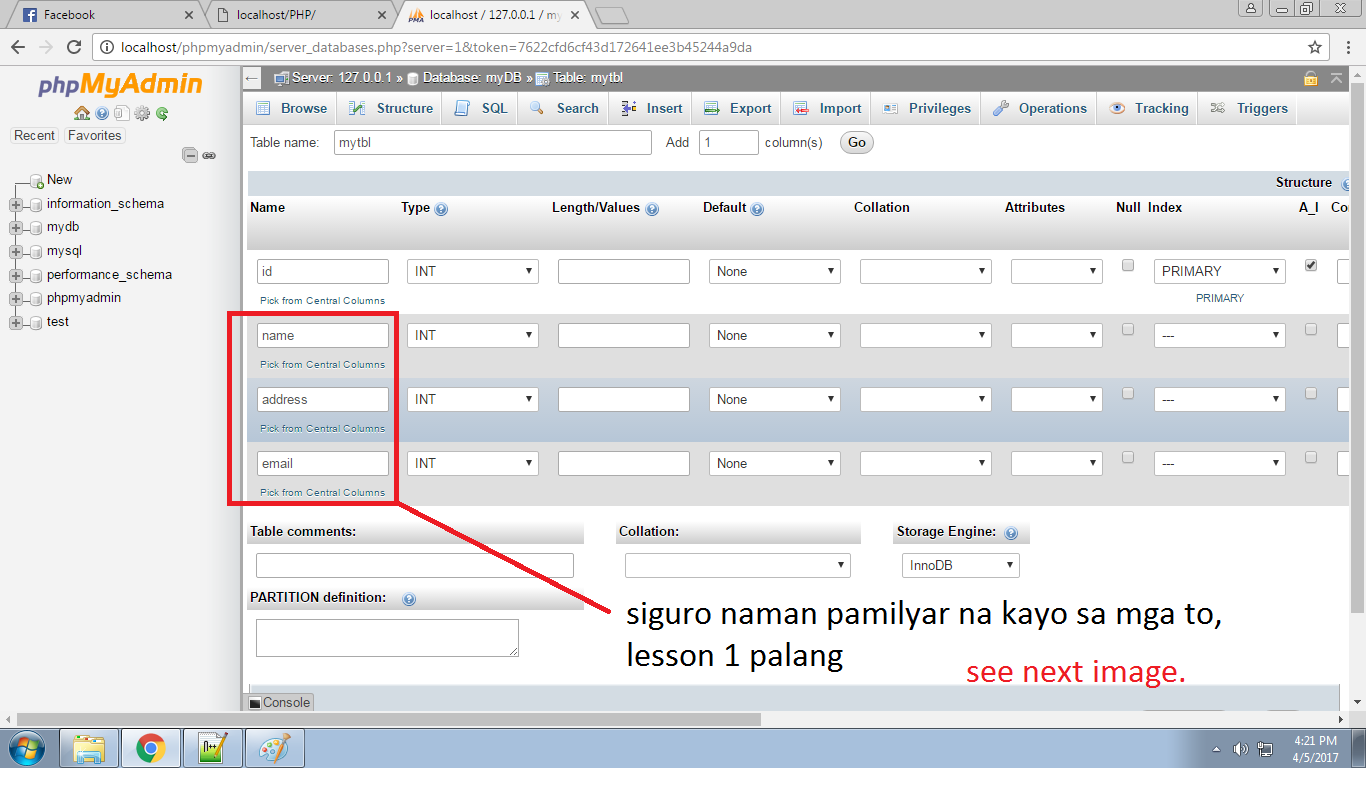 Facebook
localhost/PHP/
localhost / 127.0.0.1 / my
localhost/phpmyadmin/server_databases.php?server=1&token=7622cfd6cf43d172641ee3b45244a9da
phpMyAdmin
Recent Favorites
New
information_schema
mydb
mysql
performance_schema
phpmyadmin
test
Server: 127.0.0.1 » Database: myDB » Table: mytbl
Browse Structure SQL Search Insert Export Import Privileges Operations Tracking Triggers
Table name: mytbl Add 1 column(s) Go
Structure
Name Type Length/Values Default Collation Attributes Null Index A_I Co
id INT None PRIMARY
Pick from Central Columns PRIMARY
name INT None ---
Pick from Central Columns
address INT None ---
Pick from Central Columns
email INT None ---
Pick from Central Columns
Table comments: Collation: Storage Engine:
InnoDB
PARTITION definition:
siguro naman pamilyar na kayo sa mga to,
lesson 1 palang
see next image.
Console
N++
4:21 PM
4/5/2017